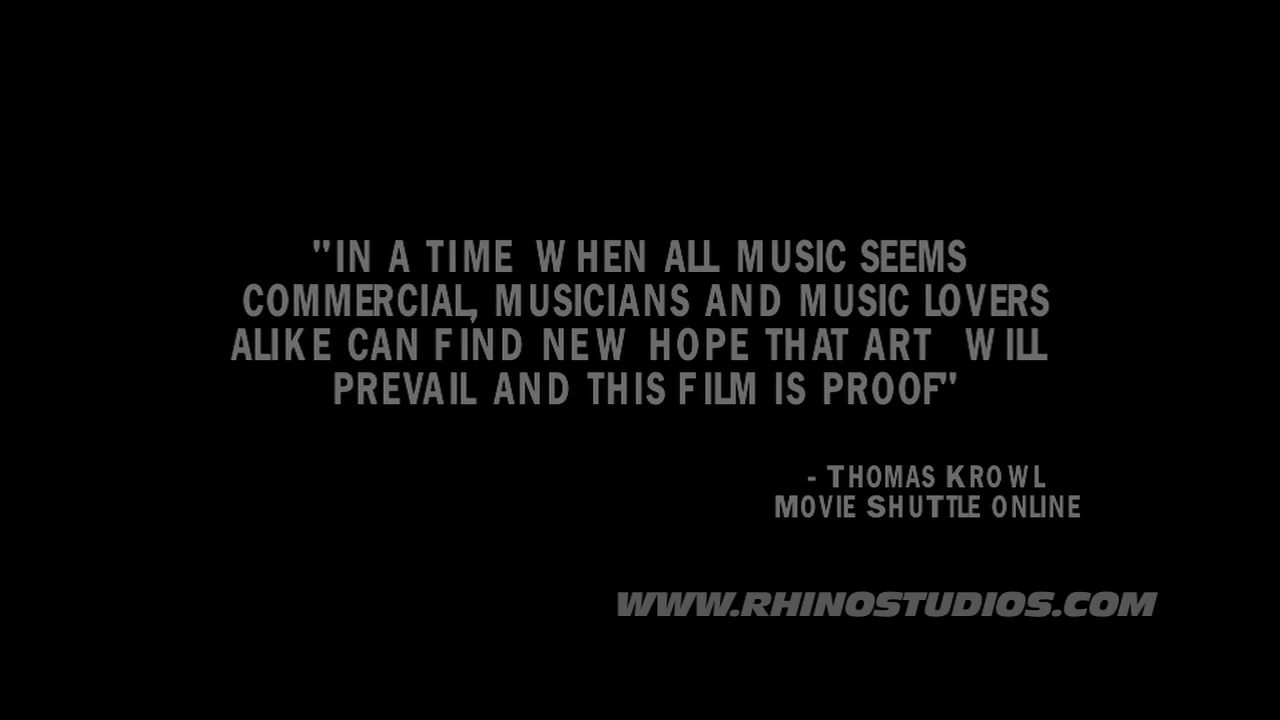 "IN A TIME WHEN ALL MUSIC SEEMS
COMMERCIAL, MUSICIANS AND MUSIC LOVERS
ALIKE CAN FIND NEW HOPE THAT ART WILL
PREVAIL AND THIS FILM IS PROOF"
- THOMAS KROWL
MOVIE SHUTTLE ONLINE
WWW.RHINOSTUDIOS.COM